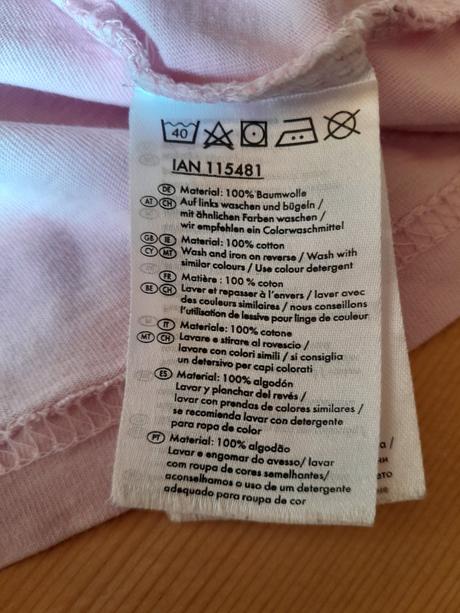 40
IAN 115481
DE Material: 100% Baumwolle
AT CH Auf links waschen und bügeln /
mit ähnlichen Farben waschen /
wir empfehlen ein Colorwaschmittel
GB IE Material: 100% cotton
CY MT Wash and iron on reverse / Wash with
similar colours / Use colour detergent
FR Matière : 100 % coton
BE CH Laver et repasser à l'envers / laver avec
des couleurs similaires / nous conseillons
l'utilisation de lessive pour linge de couleur
IT Materiale: 100% cotone
MT CH Lavare e stirare al rovescio /
lavare con colori simili / si consiglia
un detersivo per capi colorati
ES Material: 100% algodón
Lavar y planchar del revés /
lavar con prendas de colores similares /
se recomienda lavar con detergente
para ropa de color
PT Material: 100% algodão
Lavar e engomar do avesso/ lavar
com roupa de cores semelhantes/
aconselhamos o uso de um detergente
adequado para roupa de cor